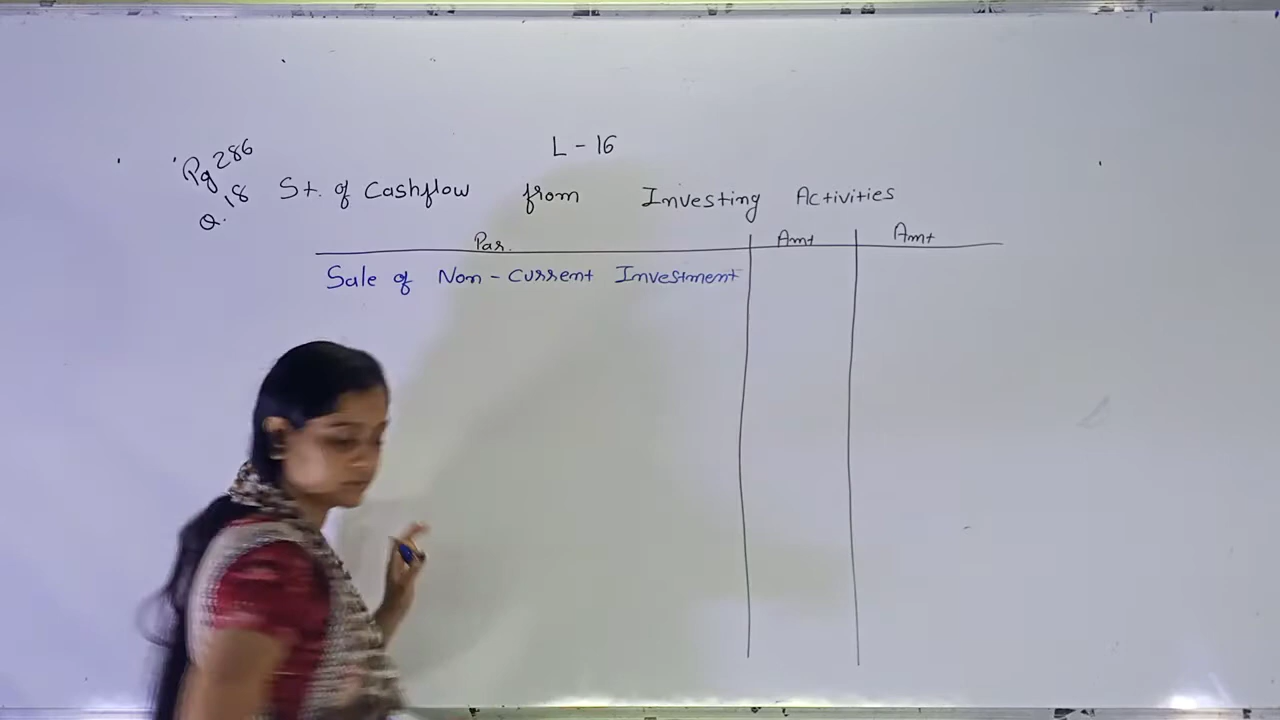 L - 16
Pg 286
Q. 18
St. of Cashflow from Investing Activities
Par. Amt Amt
Sale of Non - Current Investment